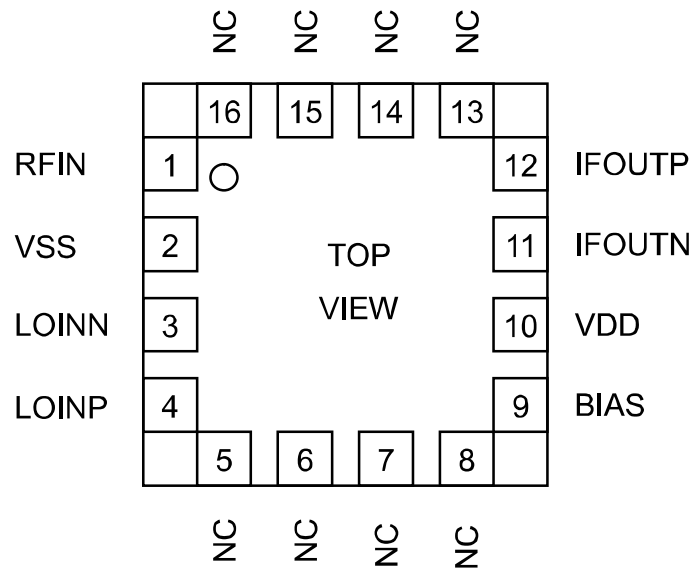 NC NC NC NC
16 15 14 13
RFIN 1 12 IFOUTP
VSS 2 11 IFOUTN
TOP
VIEW
LOINN 3 10 VDD
LOINP 4 9 BIAS
5 6 7 8
NC NC NC NC